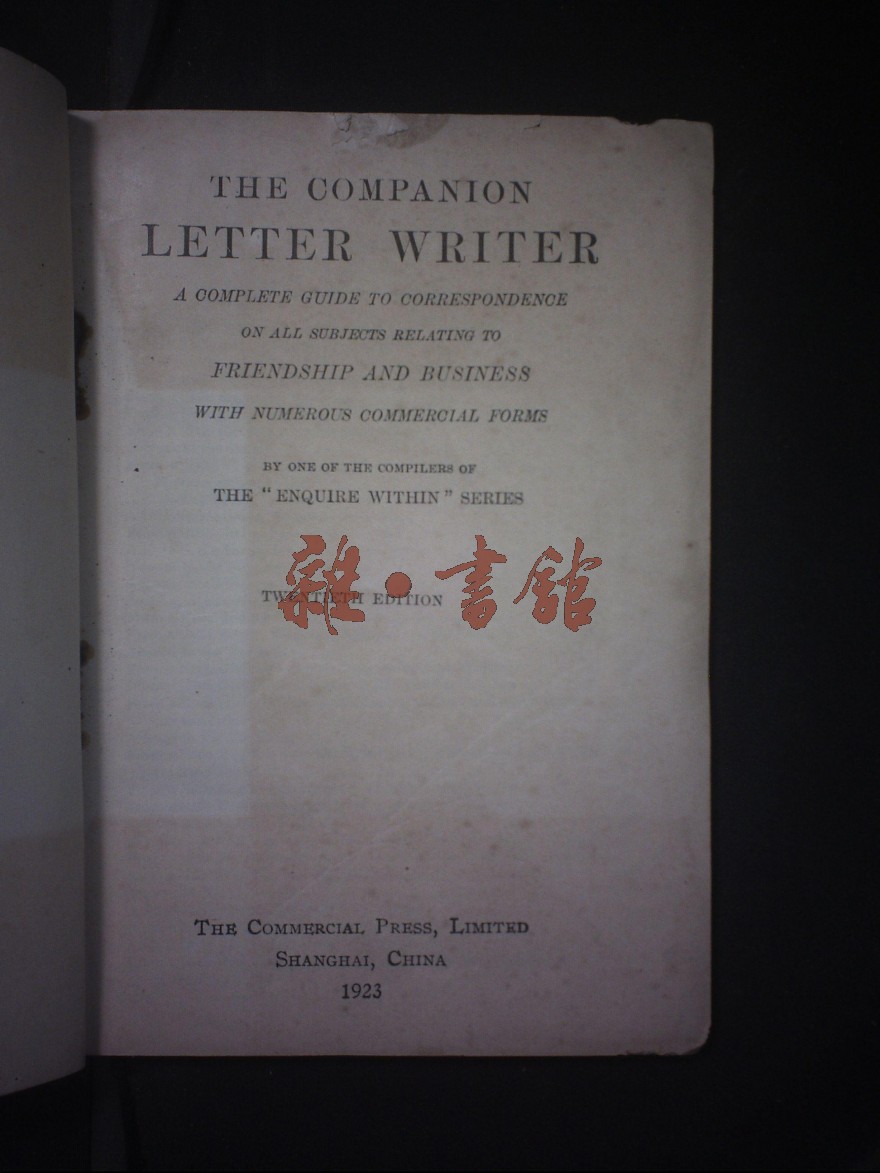 THE COMPANION
LETTER WRITER
A COMPLETE GUIDE TO CORRESPONDENCE
ON ALL SUBJECTS RELATING TO
FRIENDSHIP AND BUSINESS
WITH NUMEROUS COMMERCIAL FORMS
BY ONE OF THE COMPILERS OF
THE "ENQUIRE WITHIN" SERIES
雜·書館
TWENTIETH EDITION
THE COMMERCIAL PRESS, LIMITED
SHANGHAI, CHINA
1923